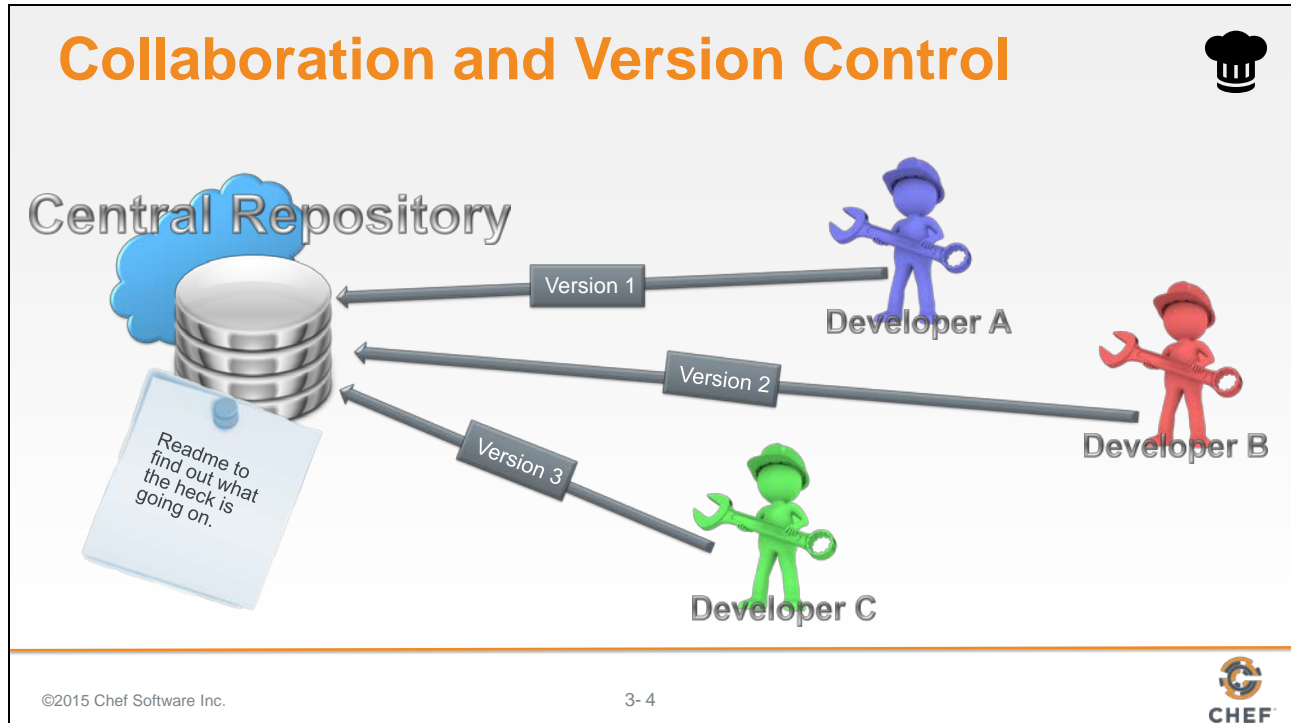 Collaboration and Version Control
Central Repository
Version 1
Developer A
Version 2
Developer B
Version 3
Readme to
find out what
the heck is
going on.
Developer C
©2015 Chef Software Inc.
3- 4
CHEF